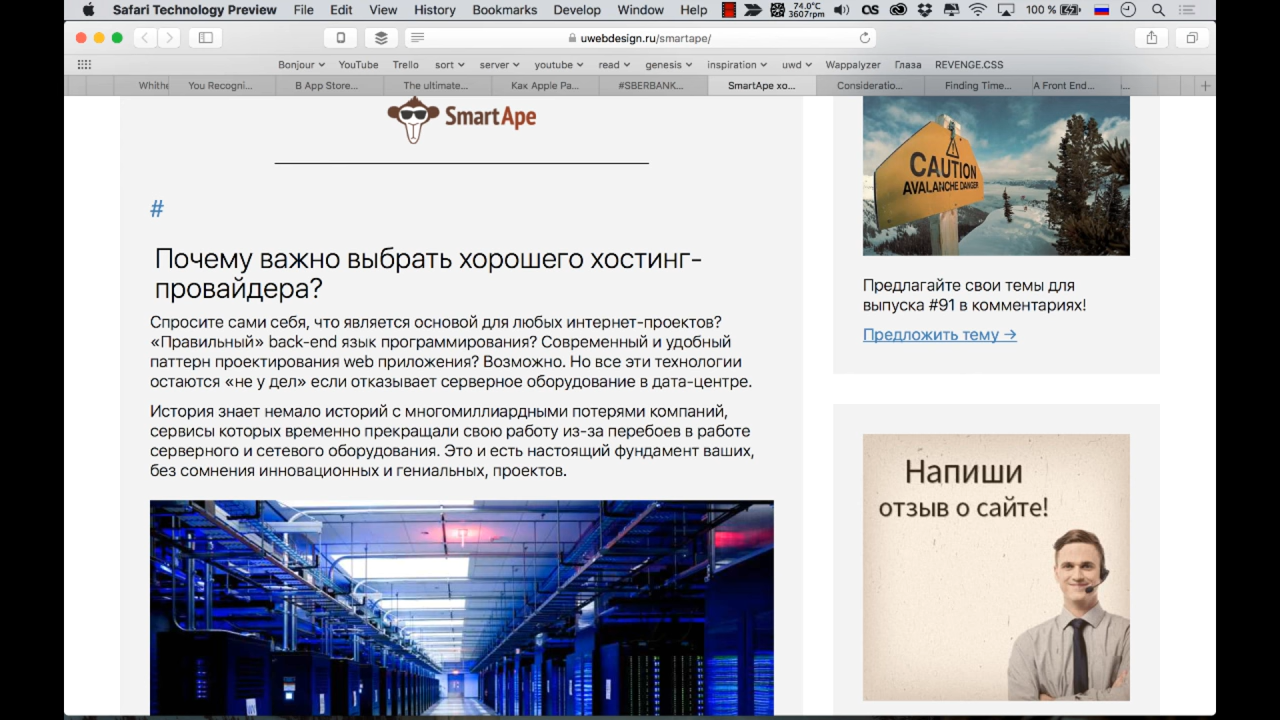 Safari Technology Preview File Edit View History Bookmarks Develop Window Help 74.0°C 3607rpm 100 %
uwebdesign.ru/smartape/
Bonjour YouTube Trello sort server youtube read genesis inspiration uwd Wappalyzer Глаза REVENGE.CSS
Whithe You Recogni... B App Store... The ultimate... Как Apple Pa... #SBERBANK... SmartApe хо... Consideratio... Finding Time... A Front End... I...
SmartApe
#
Почему важно выбрать хорошего хостинг-
провайдера?
Спросите сами себя, что является основой для любых интернет-проектов?
«Правильный» back-end язык программирования? Современный и удобный
паттерн проектирования web приложения? Возможно. Но все эти технологии
остаются «не у дел» если отказывает серверное оборудование в дата-центре.
История знает немало историй с многомиллиардными потерями компаний,
сервисы которых временно прекращали свою работу из-за перебоев в работе
серверного и сетевого оборудования. Это и есть настоящий фундамент ваших,
без сомнения инновационных и гениальных, проектов.
CAUTION
AVALANCHE DANGER
Предлагайте свои темы для
выпуска #91 в комментариях!
Предложить тему →
Напиши
отзыв о сайте!